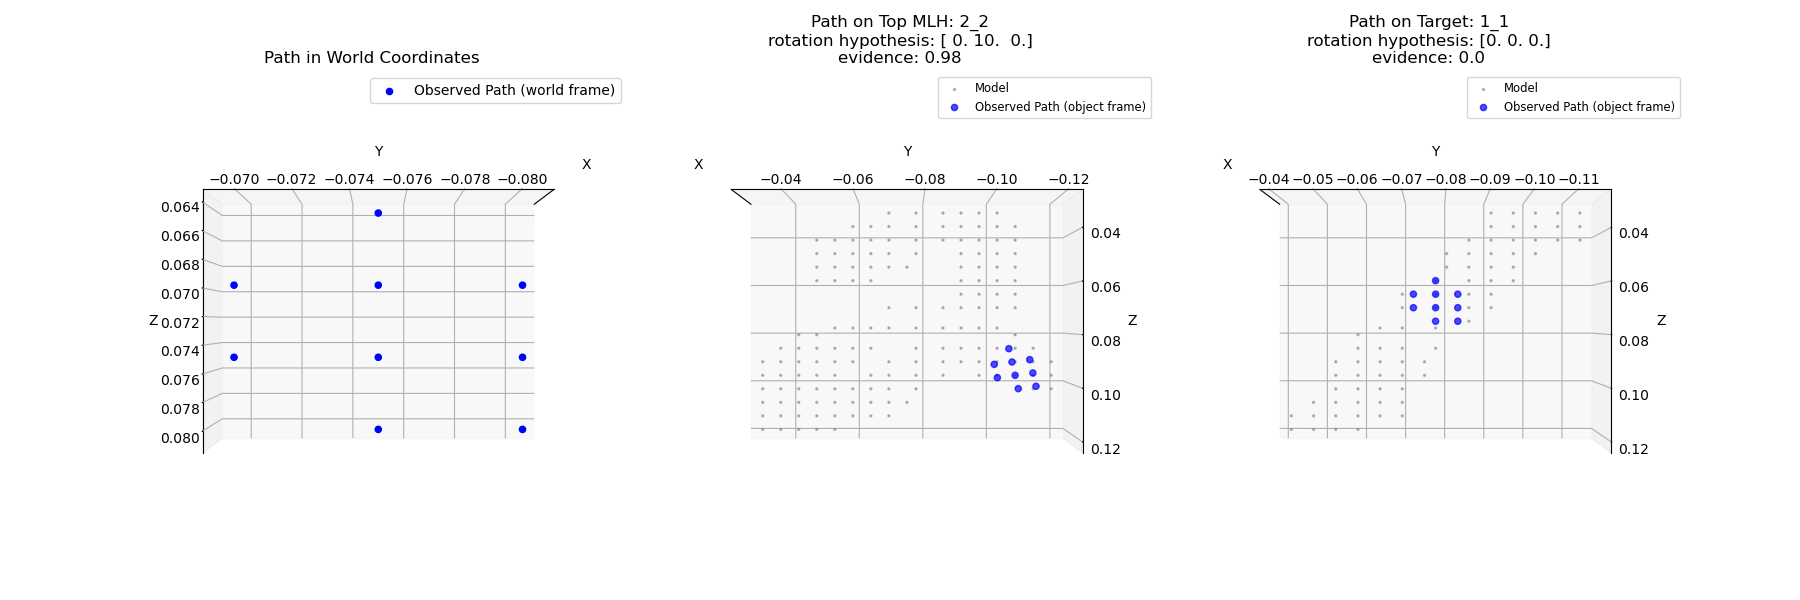 Path in World Coordinates
Observed Path (world frame)
Y
X
−0.070 −0.072 −0.074 −0.076 −0.078 −0.080
0.064
0.066
0.068
0.070
Z 0.072
0.074
0.076
0.078
0.080
Path on Top MLH: 2_2
rotation hypothesis: [ 0. 10.  0.]
evidence: 0.98
Model
Observed Path (object frame)
X
Y
−0.04 −0.06 −0.08 −0.10 −0.12
0.04
0.06
Z
0.08
0.10
0.12
Path on Target: 1_1
rotation hypothesis: [0. 0. 0.]
evidence: 0.0
Model
Observed Path (object frame)
X
Y
−0.04 −0.05 −0.06 −0.07 −0.08 −0.09 −0.10 −0.11
0.04
0.06
Z
0.08
0.10
0.12